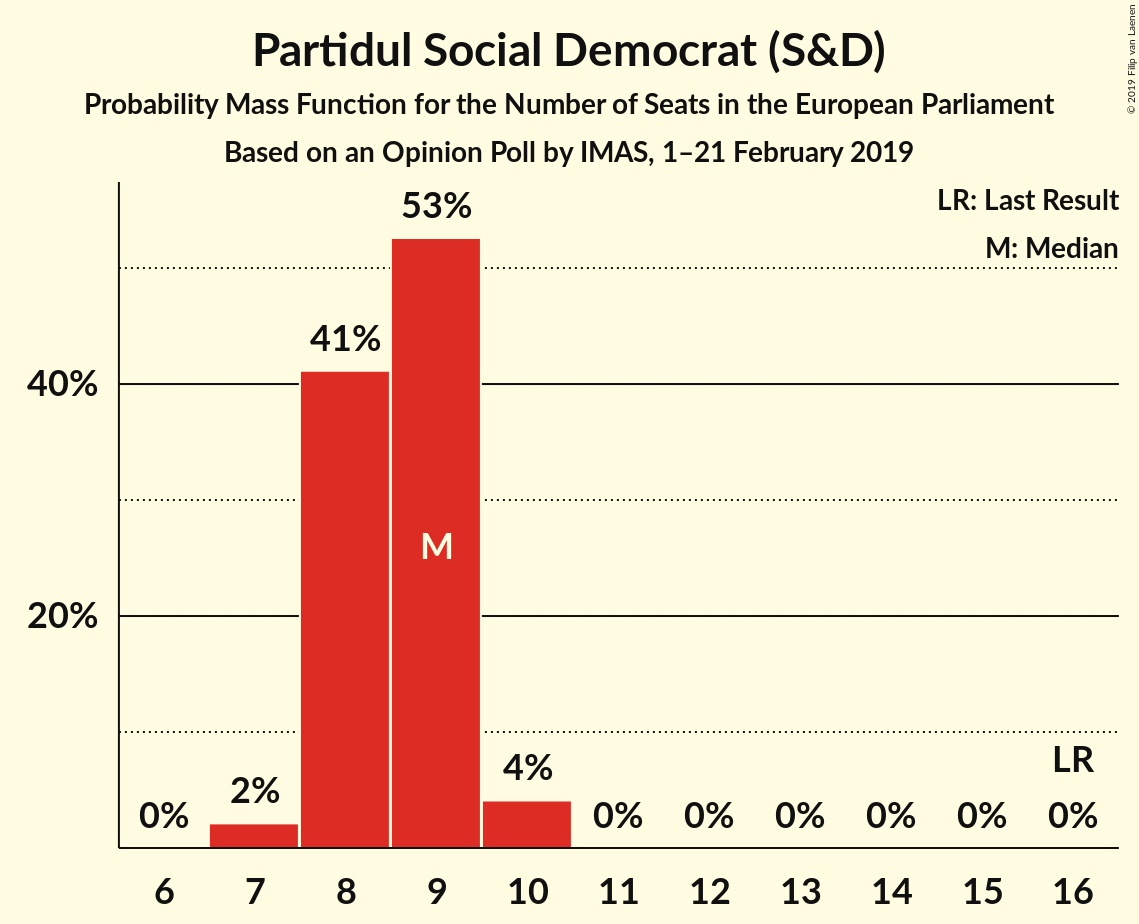 Partidul Social Democrat (S&D)
Probability Mass Function for the Number of Seats in the European Parliament
Based on an Opinion Poll by IMAS, 1–21 February 2019
© 2019 Filip van Laenen
LR: Last Result
M: Median
53%
41%
40%
M
20%
LR
4%
2%
0% 0% 0% 0% 0% 0% 0%
6 7 8 9 10 11 12 13 14 15 16